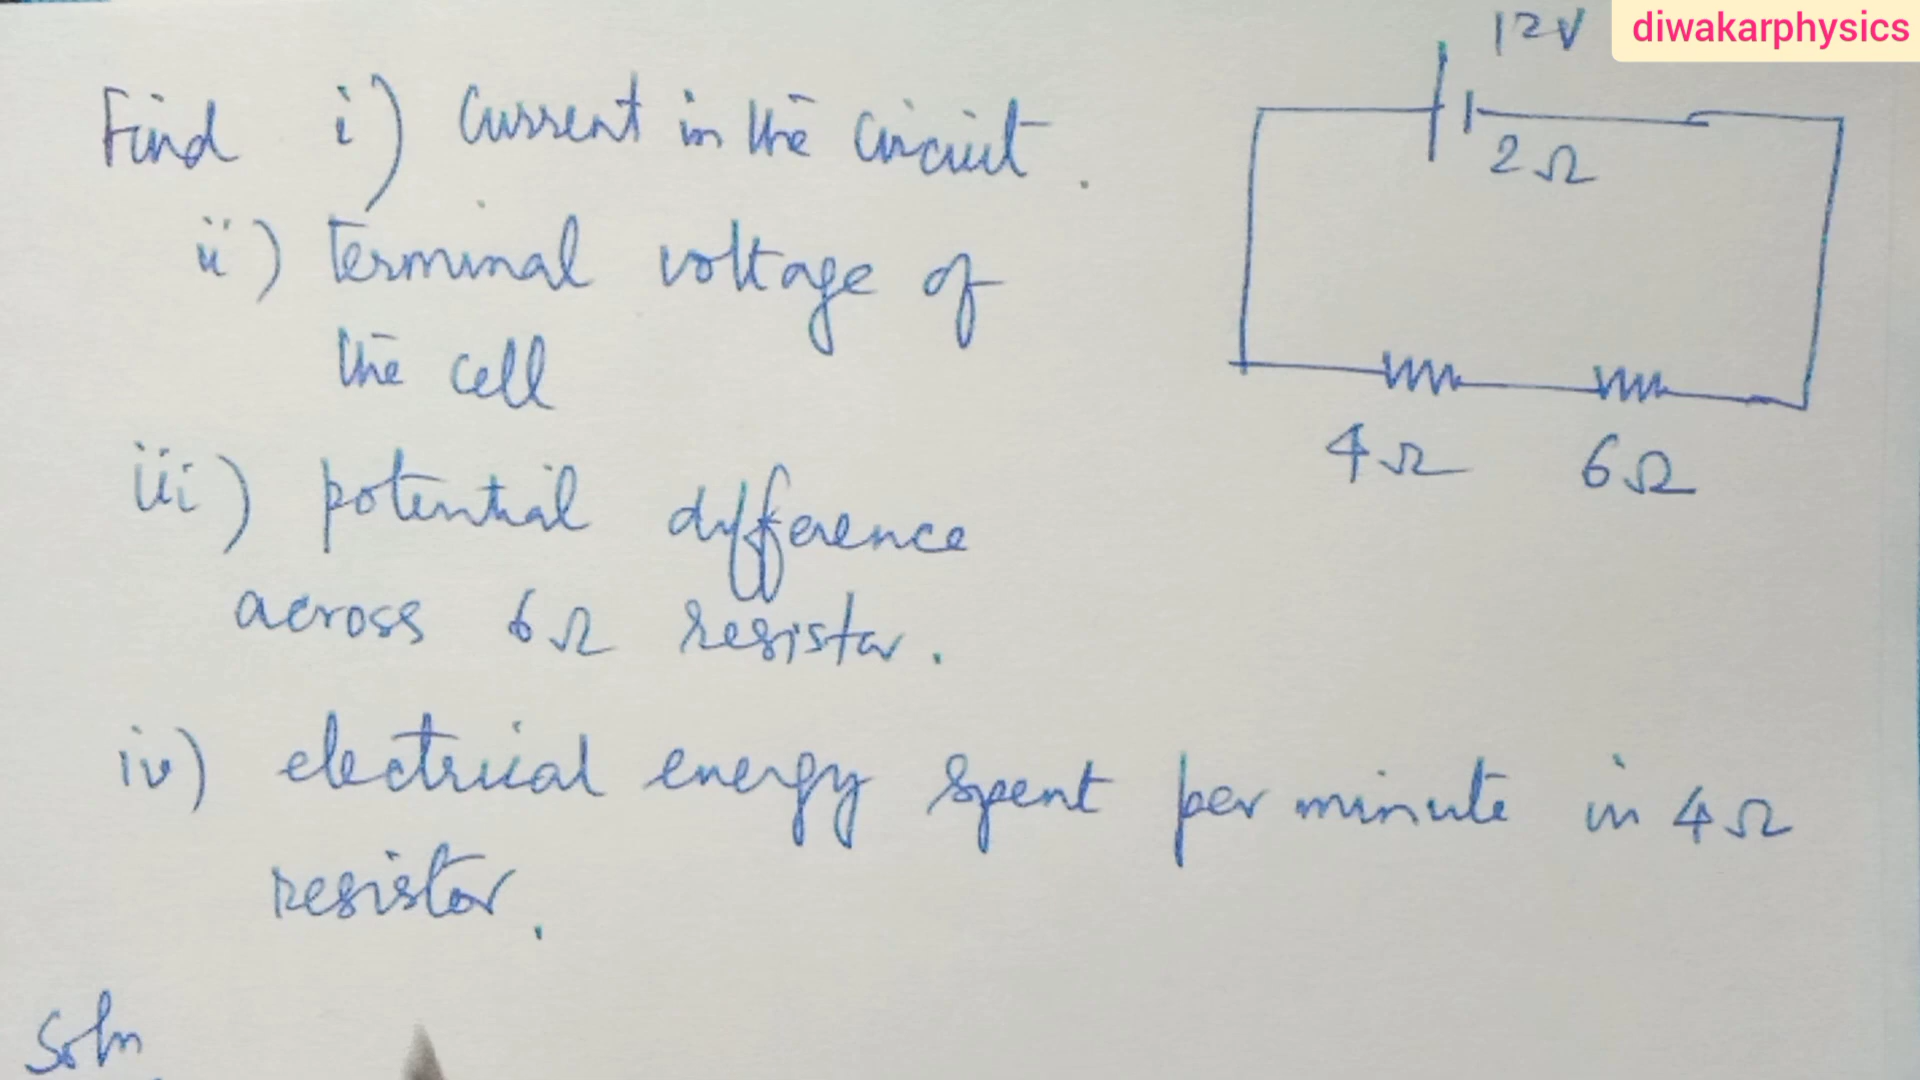 diwakarphysics
12V
Find i) Current in the circuit.
2Ω
ii) terminal voltage of
the cell
4Ω 6Ω
iii) potential difference
across 6Ω resistor.
iv) electrical energy spent per minute in 4Ω
resistor.
Soln